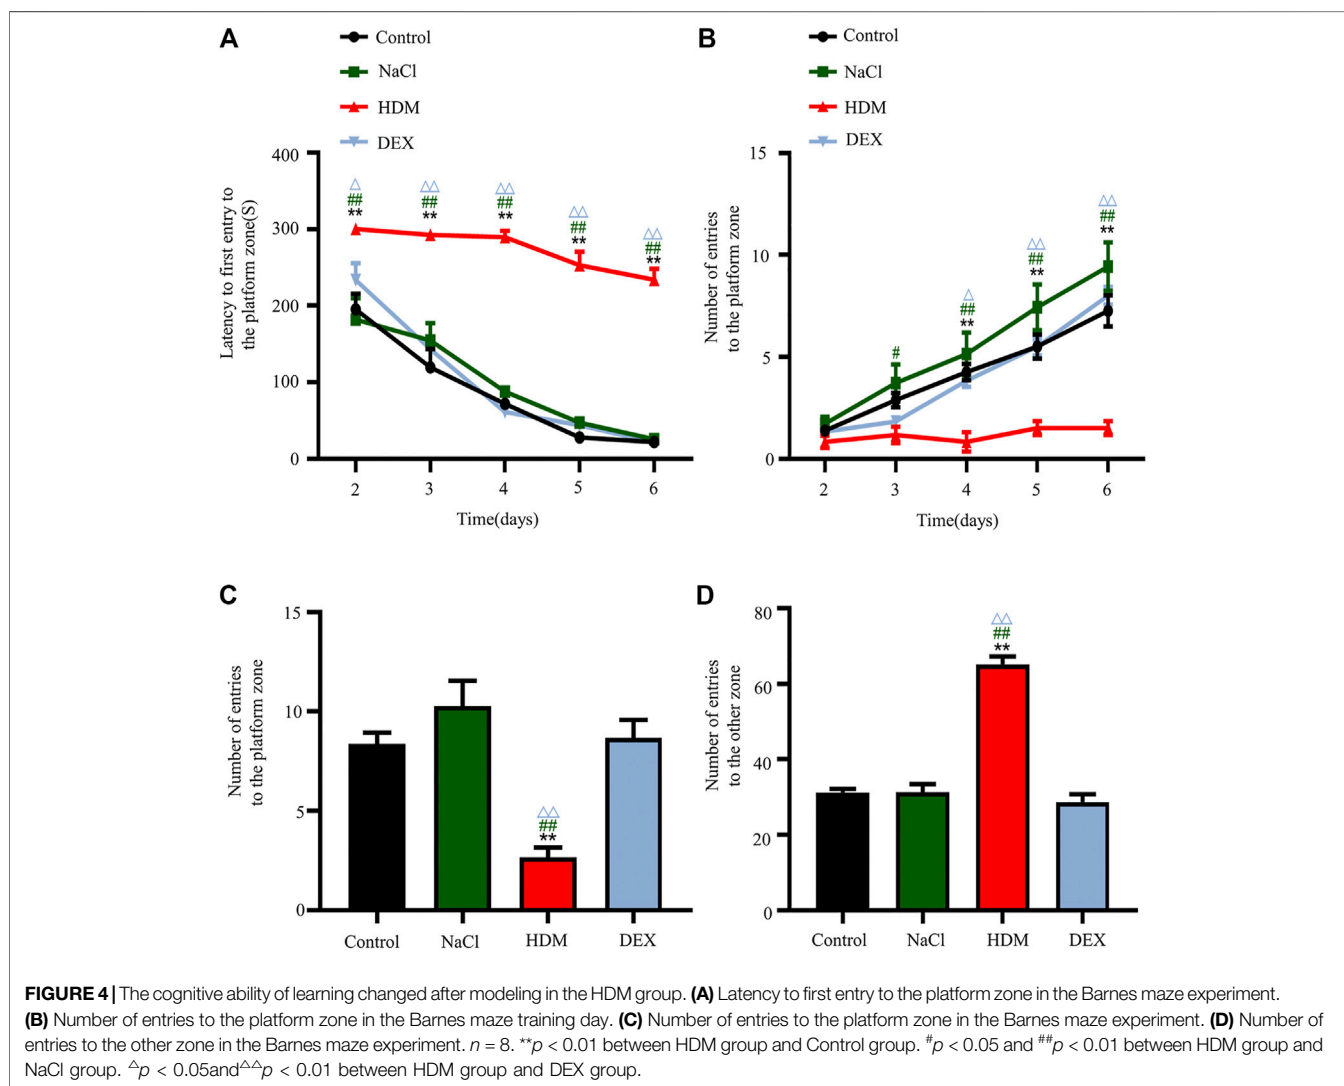 A
Control
NaCl
HDM
DEX
400
300
200
100
0
Latency to first entry to
the platform zone(S)
△ △△ △△ △△ △△
## ## ## ## ##
** ** ** ** **
2 3 4 5 6
Time(days)
B
Control
NaCl
HDM
DEX
15
10
5
0
Number of entries
to the platform zone
△ △△ △△
# ## ## ##
** ** **
2 3 4 5 6
Time(days)
C
15
10
5
0
Number of entries
to the platform zone
△△
##
**
Control NaCl HDM DEX
D
80
60
40
20
0
Number of entries
to the other zone
△△
##
**
Control NaCl HDM DEX
FIGURE 4 | The cognitive ability of learning changed after modeling in the HDM group. (A) Latency to first entry to the platform zone in the Barnes maze experiment.
(B) Number of entries to the platform zone in the Barnes maze training day. (C) Number of entries to the platform zone in the Barnes maze experiment. (D) Number of
entries to the other zone in the Barnes maze experiment. n = 8. **p < 0.01 between HDM group and Control group. #p < 0.05 and ##p < 0.01 between HDM group and
NaCl group. △p < 0.05and△△p < 0.01 between HDM group and DEX group.